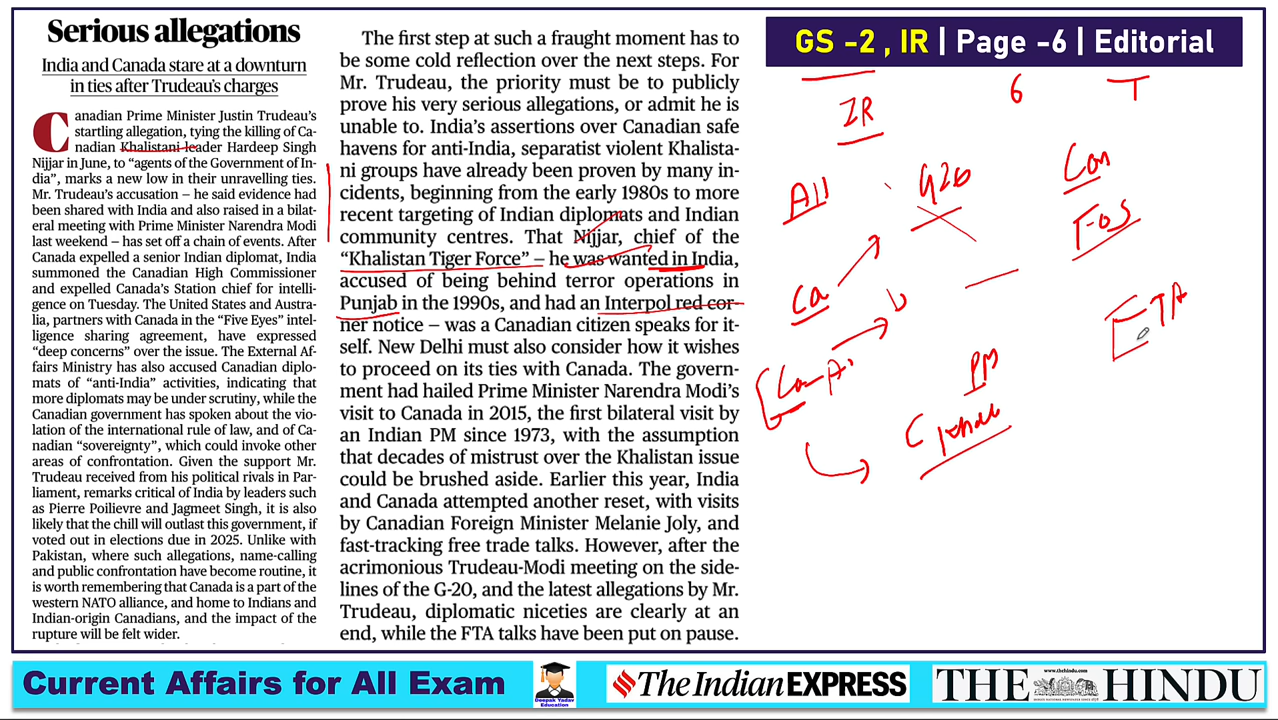 Serious allegations
India and Canada stare at a downturn
in ties after Trudeau's charges
Canadian Prime Minister Justin Trudeau's
startling allegation, tying the killing of Ca-
nadian Khalistani leader Hardeep Singh
Nijjar in June, to "agents of the Government of In-
dia", marks a new low in their unravelling ties.
Mr. Trudeau's accusation – he said evidence had
been shared with India and also raised in a bilat-
eral meeting with Prime Minister Narendra Modi
last weekend – has set off a chain of events. After
Canada expelled a senior Indian diplomat, India
summoned the Canadian High Commissioner
and expelled Canada's Station chief for intelli-
gence on Tuesday. The United States and Austra-
lia, partners with Canada in the "Five Eyes" intel-
ligence sharing agreement, have expressed
"deep concerns" over the issue. The External Af-
fairs Ministry has also accused Canadian diplo-
mats of "anti-India" activities, indicating that
more diplomats may be under scrutiny, while the
Canadian government has spoken about the vio-
lation of the international rule of law, and of Ca-
nadian "sovereignty", which could invoke other
areas of confrontation. Given the support Mr.
Trudeau received from his political rivals in Par-
liament, remarks critical of India by leaders such
as Pierre Poilievre and Jagmeet Singh, it is also
likely that the chill will outlast this government, if
voted out in elections due in 2025. Unlike with
Pakistan, where such allegations, name-calling
and public confrontation have become routine, it
is worth remembering that Canada is a part of the
western NATO alliance, and home to Indians and
Indian-origin Canadians, and the impact of the
rupture will be felt wider.
The first step at such a fraught moment has to
be some cold reflection over the next steps. For
Mr. Trudeau, the priority must be to publicly
prove his very serious allegations, or admit he is
unable to. India's assertions over Canadian safe
havens for anti-India, separatist violent Khalista-
ni groups have already been proven by many in-
cidents, beginning from the early 1980s to more
recent targeting of Indian diplomats and Indian
community centres. That Nijjar, chief of the
"Khalistan Tiger Force" – he was wanted in India,
accused of being behind terror operations in
Punjab in the 1990s, and had an Interpol red cor-
ner notice – was a Canadian citizen speaks for it-
self. New Delhi must also consider how it wishes
to proceed on its ties with Canada. The govern-
ment had hailed Prime Minister Narendra Modi's
visit to Canada in 2015, the first bilateral visit by
an Indian PM since 1973, with the assumption
that decades of mistrust over the Khalistan issue
could be brushed aside. Earlier this year, India
and Canada attempted another reset, with visits
by Canadian Foreign Minister Melanie Joly, and
fast-tracking free trade talks. However, after the
acrimonious Trudeau-Modi meeting on the side-
lines of the G-20, and the latest allegations by Mr.
Trudeau, diplomatic niceties are clearly at an
end, while the FTA talks have been put on pause.
GS -2 , IR | Page -6 | Editorial
6 T
IR
All G20 Con
FoS
Ca
FTA
PM
Current Affairs for All Exam
Deepak Yadav
Education
The Indian EXPRESS
www.thehindu.com
THE HINDU